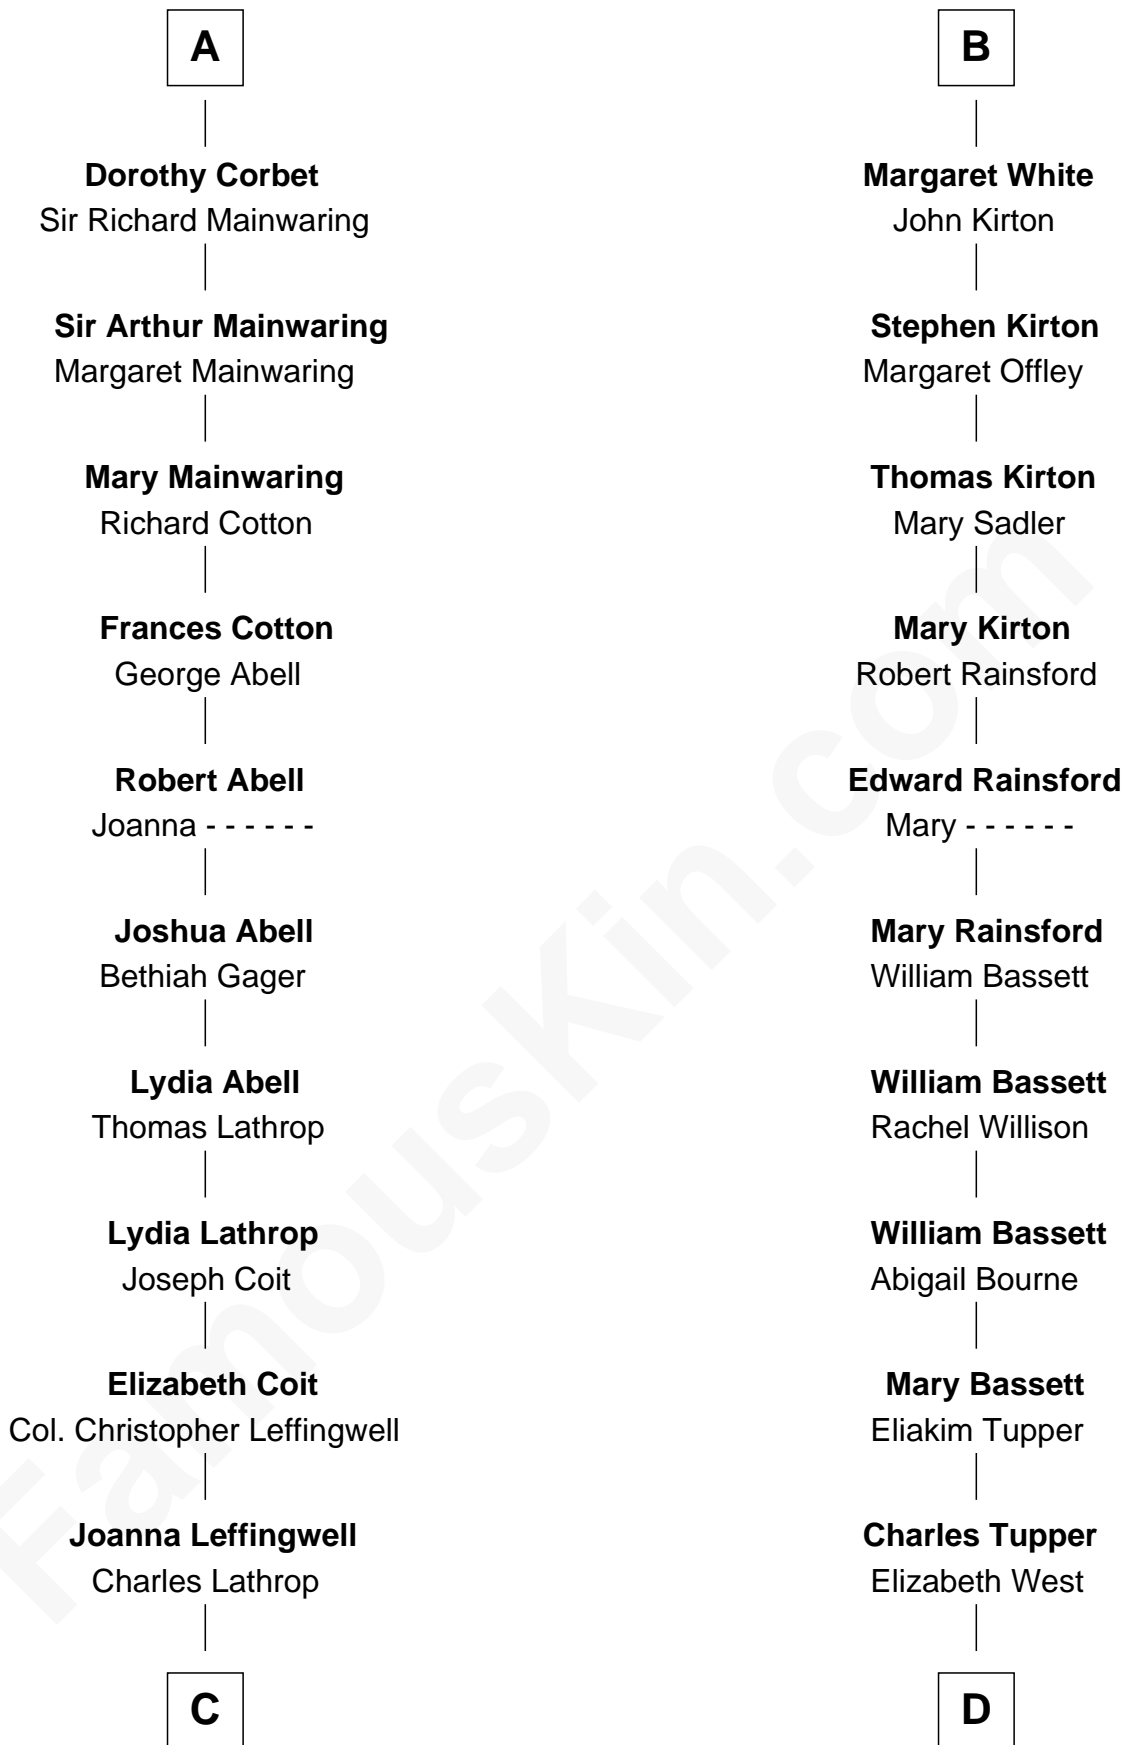 A
Dorothy Corbet
Sir Richard Mainwaring
Sir Arthur Mainwaring
Margaret Mainwaring
Mary Mainwaring
Richard Cotton
Frances Cotton
George Abell
Robert Abell
Joanna - - - - - -
Joshua Abell
Bethiah Gager
Lydia Abell
Thomas Lathrop
Lydia Lathrop
Joseph Coit
Elizabeth Coit
Col. Christopher Leffingwell
Joanna Leffingwell
Charles Lathrop
C
B
Margaret White
John Kirton
Stephen Kirton
Margaret Offley
Thomas Kirton
Mary Sadler
Mary Kirton
Robert Rainsford
Edward Rainsford
Mary - - - - - -
Mary Rainsford
William Bassett
William Bassett
Rachel Willison
William Bassett
Abigail Bourne
Mary Bassett
Eliakim Tupper
Charles Tupper
Elizabeth West
D
FamousKin.com